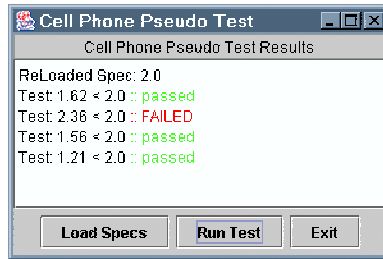 Cell Phone Pseudo Test
Cell Phone Pseudo Test Results
ReLoaded Spec: 2.0
Test: 1.62 < 2.0 :: passed
Test: 2.36 < 2.0 :: FAILED
Test: 1.56 < 2.0 :: passed
Test: 1.21 < 2.0 :: passed
Load Specs Run Test Exit